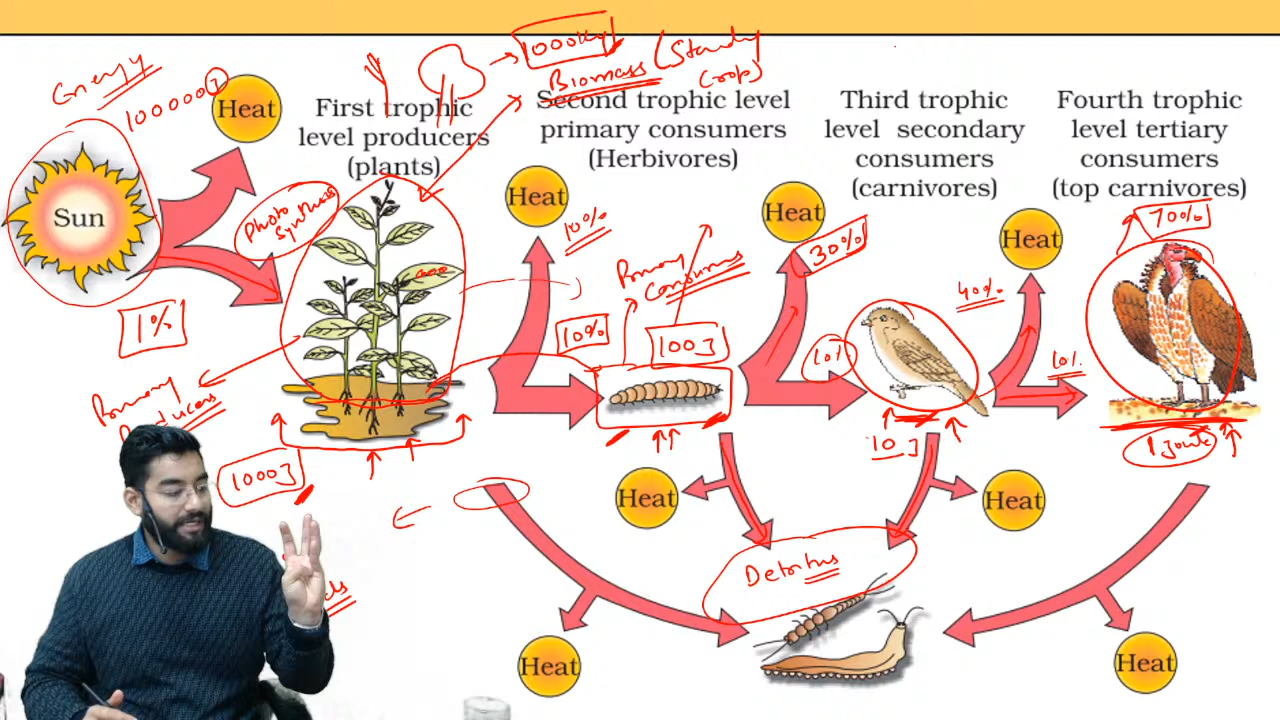 Energy
100000J
Heat
Sun
1%
Photo
Synthesis
First trophic
level producers
(plants)
1000Kg
Biomass (Standy
Crop)
Second trophic level
primary consumers
(Herbivores)
Third trophic
level secondary
consumers
(carnivores)
Fourth trophic
level tertiary
consumers
(top carnivores)
Heat
10%
Heat
30%
Heat
70%
Primary
Consumers
40%
10%
100J
10%
10%
Primary
Producers
1000J
10J
1 Joule
Heat
Heat
Detritus
Heat
Heat